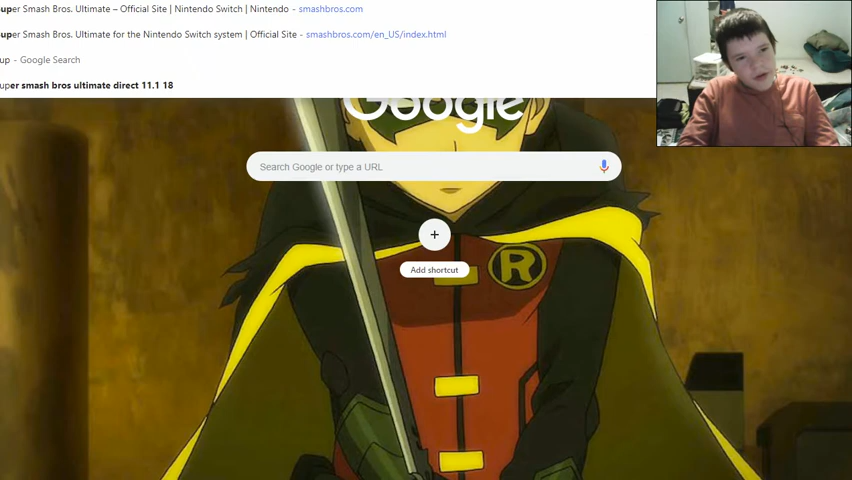 uper Smash Bros. Ultimate – Official Site | Nintendo Switch | Nintendo - smashbros.com
uper Smash Bros. Ultimate for the Nintendo Switch system | Official Site - smashbros.com/en_US/index.html
up - Google Search
uper smash bros ultimate direct 11.1 18
Google
Search Google or type a URL
+
Add shortcut
R